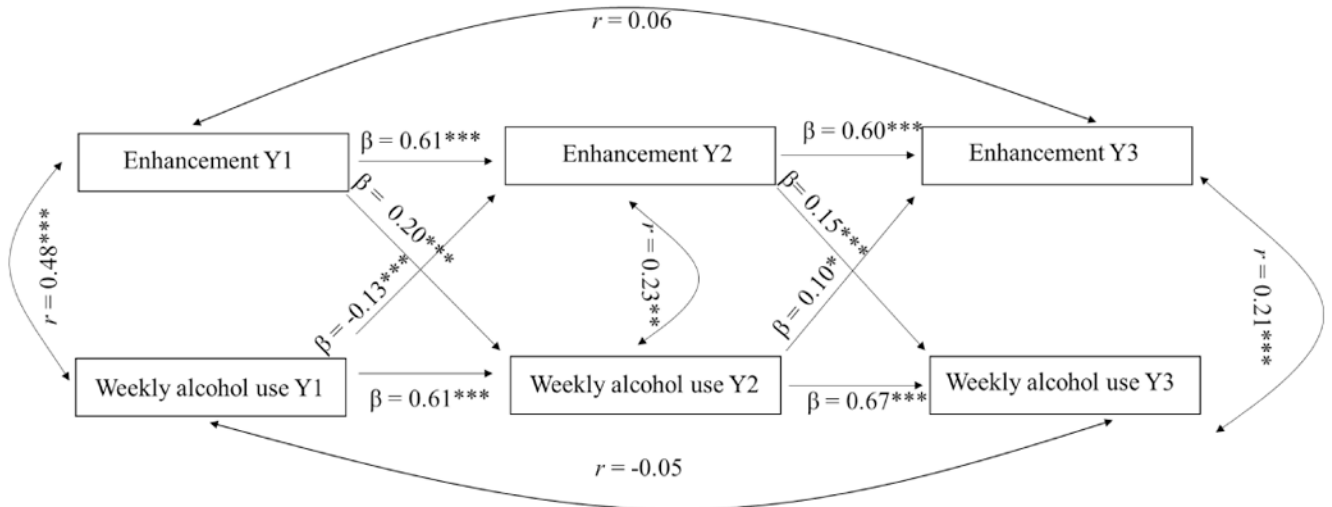 r = 0.06
β = 0.61***
β = 0.60***
Enhancement Y1
Enhancement Y2
Enhancement Y3
β = 0.20***
β= 0.15***
r = 0.48***
r = 0.23**
r = 0.21***
β = -0.13***
β = 0.10*
Weekly alcohol use Y1
Weekly alcohol use Y2
Weekly alcohol use Y3
β = 0.61***
β = 0.67***
r = -0.05